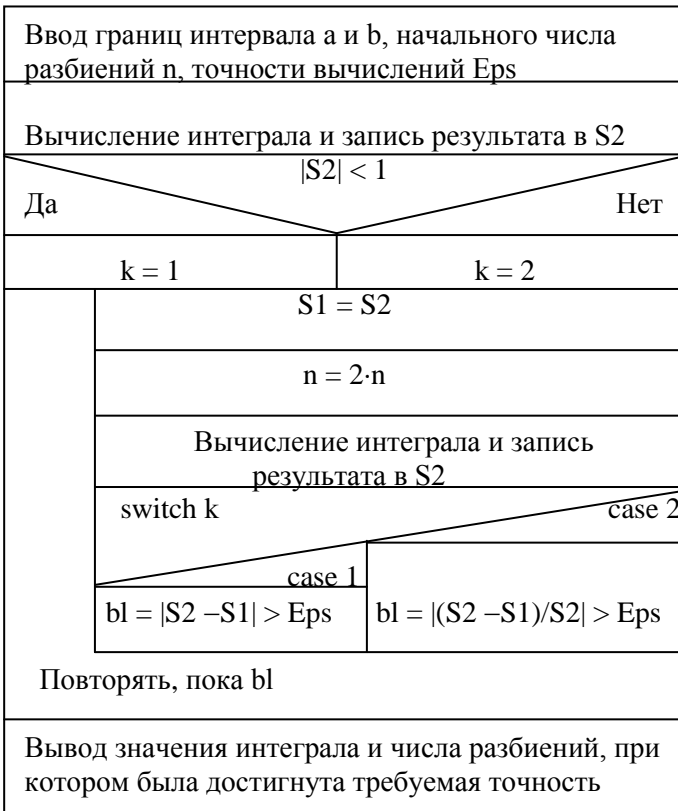 Ввод границ интервала a и b, начального числа
разбиений n, точности вычислений Eps
Вычисление интеграла и запись результата в S2
|S2| < 1
Да
Нет
k = 1
k = 2
S1 = S2
n = 2·n
Вычисление интеграла и запись
результата в S2
switch k
case 2
case 1
bl = |S2 −S1| > Eps
bl = |(S2 −S1)/S2| > Eps
Повторять, пока bl
Вывод значения интеграла и числа разбиений, при
котором была достигнута требуемая точность